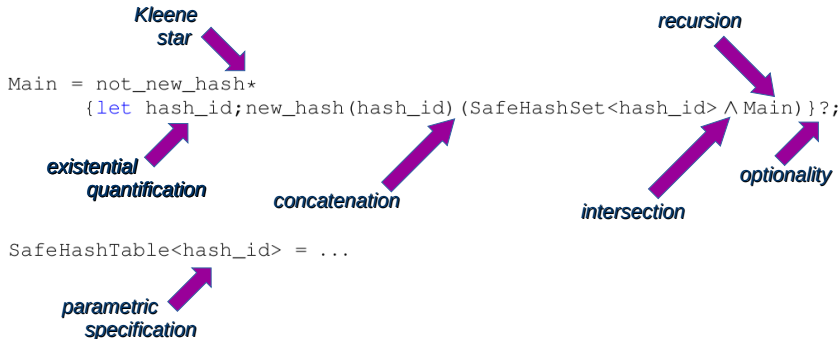 Kleene
star
recursion
Main = not_new_hash*
{let hash_id;new_hash(hash_id)(SafeHashSet<hash_id>∧Main)}?;
existential
quantification
concatenation
intersection
optionality
SafeHashTable<hash_id> = ...
parametric
specification